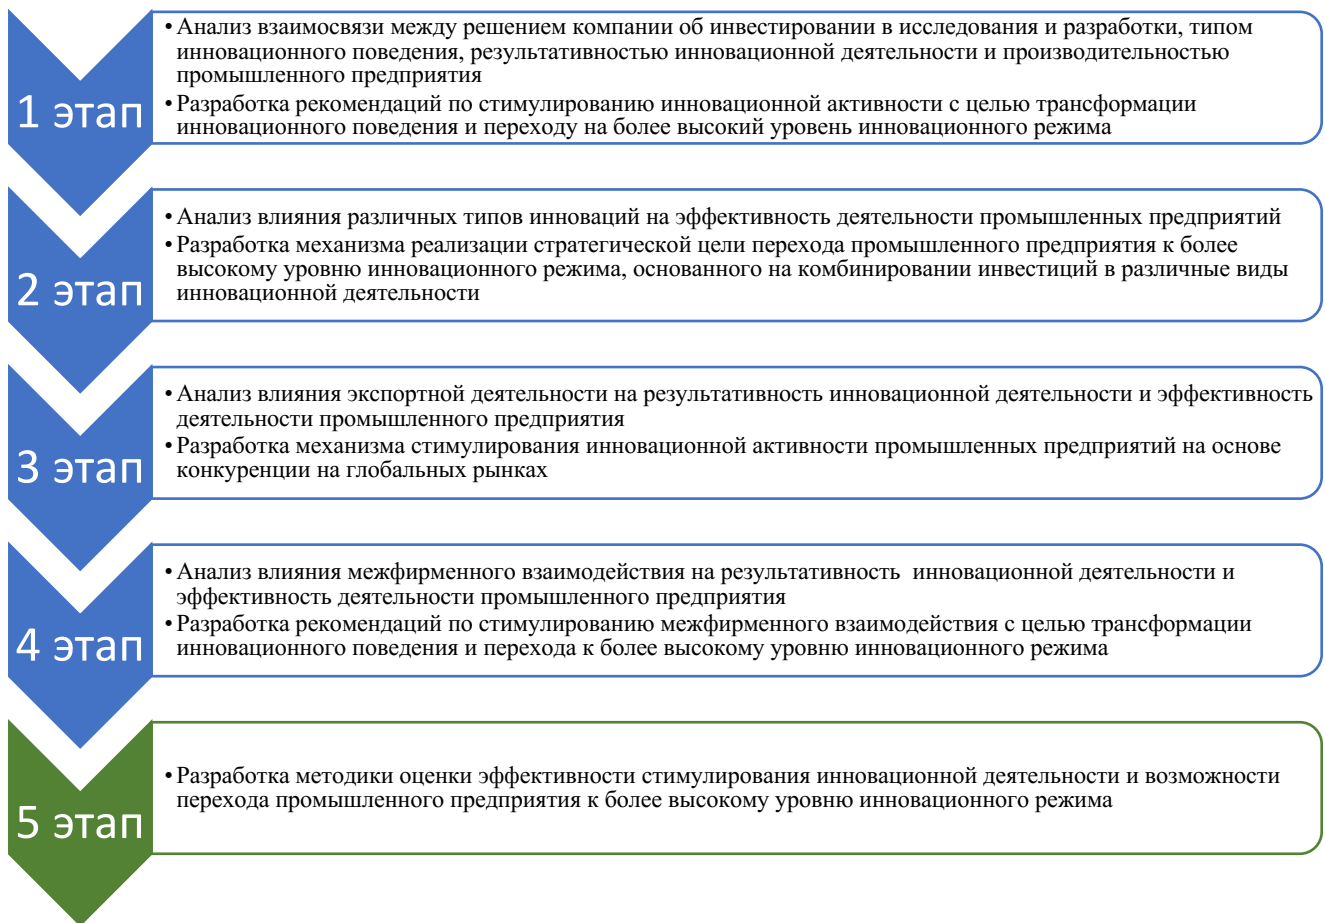 1 этап
• Анализ взаимосвязи между решением компании об инвестировании в исследования и разработки, типом
инновационного поведения, результативностью инновационной деятельности и производительностью
промышленного предприятия
• Разработка рекомендаций по стимулированию инновационной активности с целью трансформации
инновационного поведения и переходу на более высокий уровень инновационного режима
2 этап
• Анализ влияния различных типов инноваций на эффективность деятельности промышленных предприятий
• Разработка механизма реализации стратегической цели перехода промышленного предприятия к более
высокому уровню инновационного режима, основанного на комбинировании инвестиций в различные виды
инновационной деятельности
3 этап
• Анализ влияния экспортной деятельности на результативность инновационной деятельности и эффективность
деятельности промышленного предприятия
• Разработка механизма стимулирования инновационной активности промышленных предприятий на основе
конкуренции на глобальных рынках
4 этап
• Анализ влияния межфирменного взаимодействия на результативность инновационной деятельности и
эффективность деятельности промышленного предприятия
• Разработка рекомендаций по стимулированию межфирменного взаимодействия с целью трансформации
инновационного поведения и перехода к более высокому уровню инновационного режима
5 этап
• Разработка методики оценки эффективности стимулирования инновационной деятельности и возможности
перехода промышленного предприятия к более высокому уровню инновационного режима